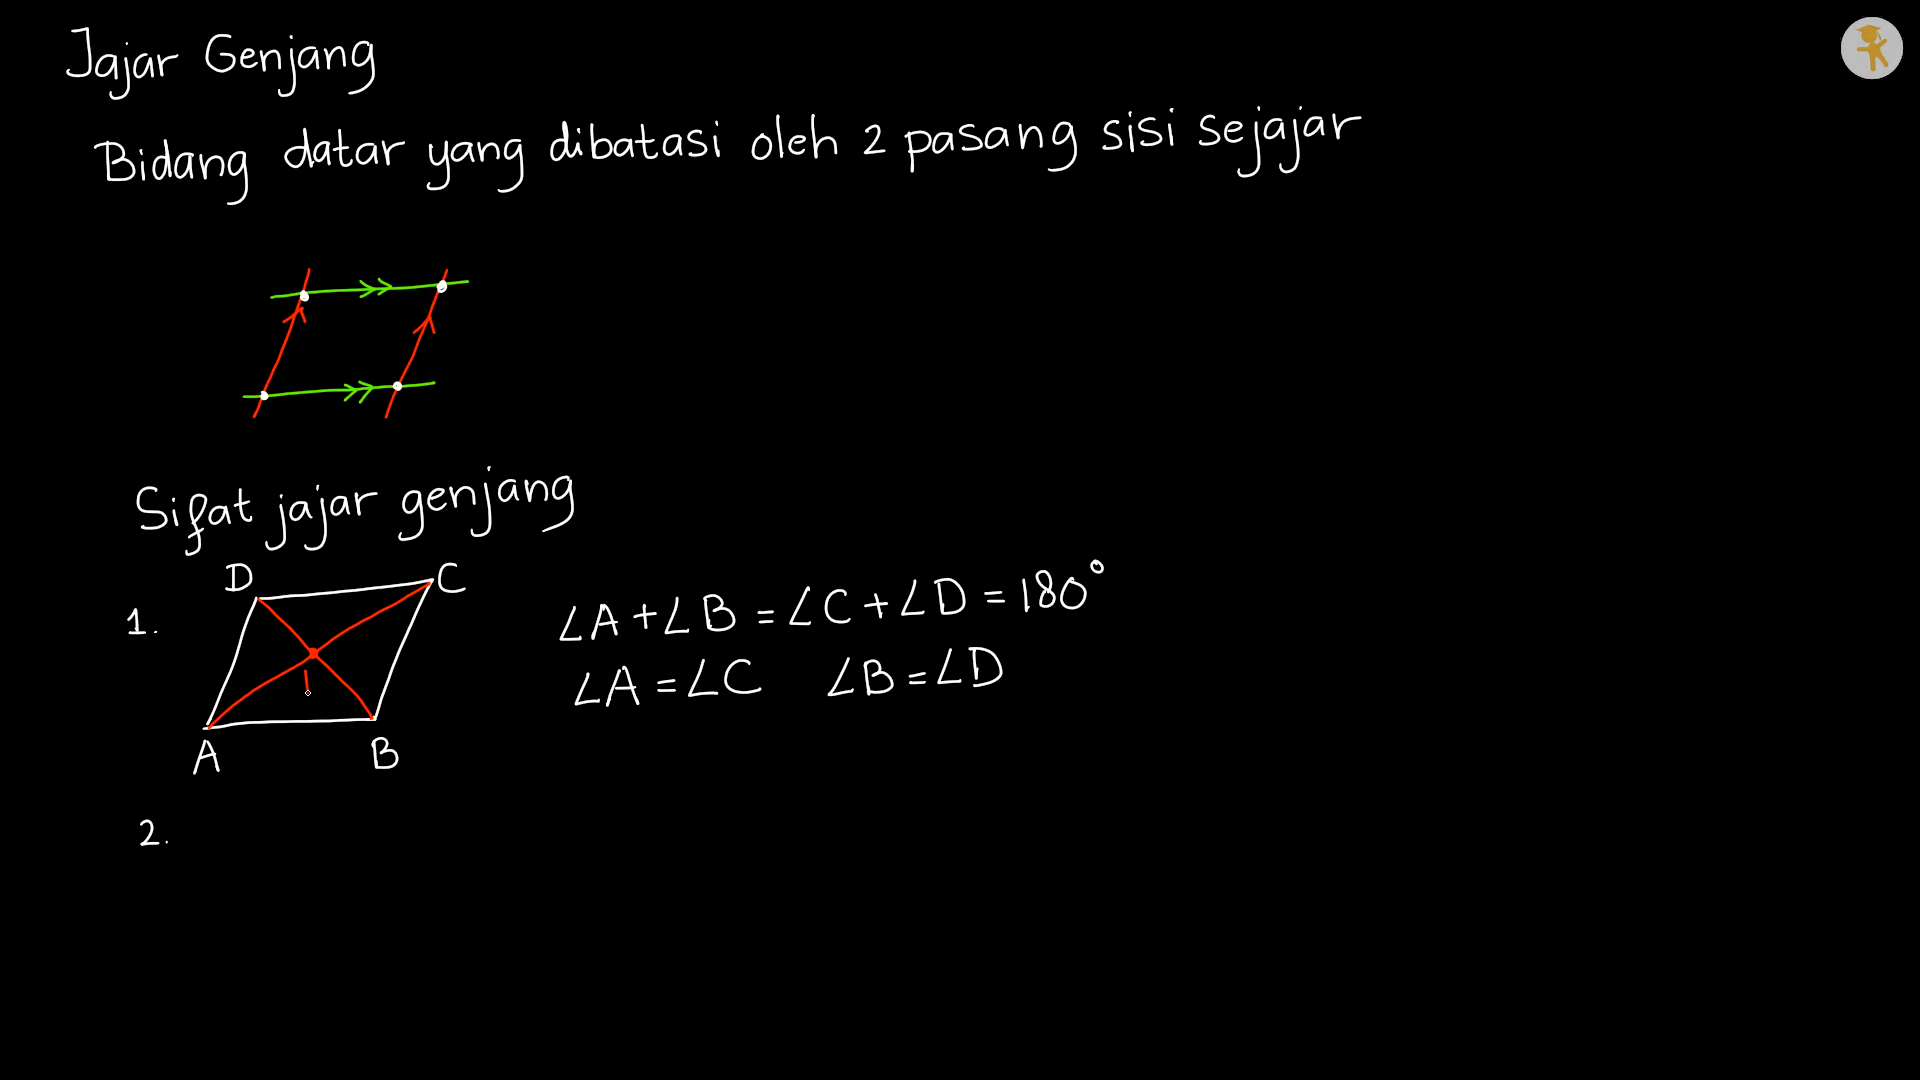 Jajar Genjang
Bidang datar yang dibatasi oleh 2 pasang sisi sejajar
Sifat jajar genjang
D C
1.
∠A + ∠B = ∠C + ∠D = 180°
∠A = ∠C ∠B = ∠D
A B
2.